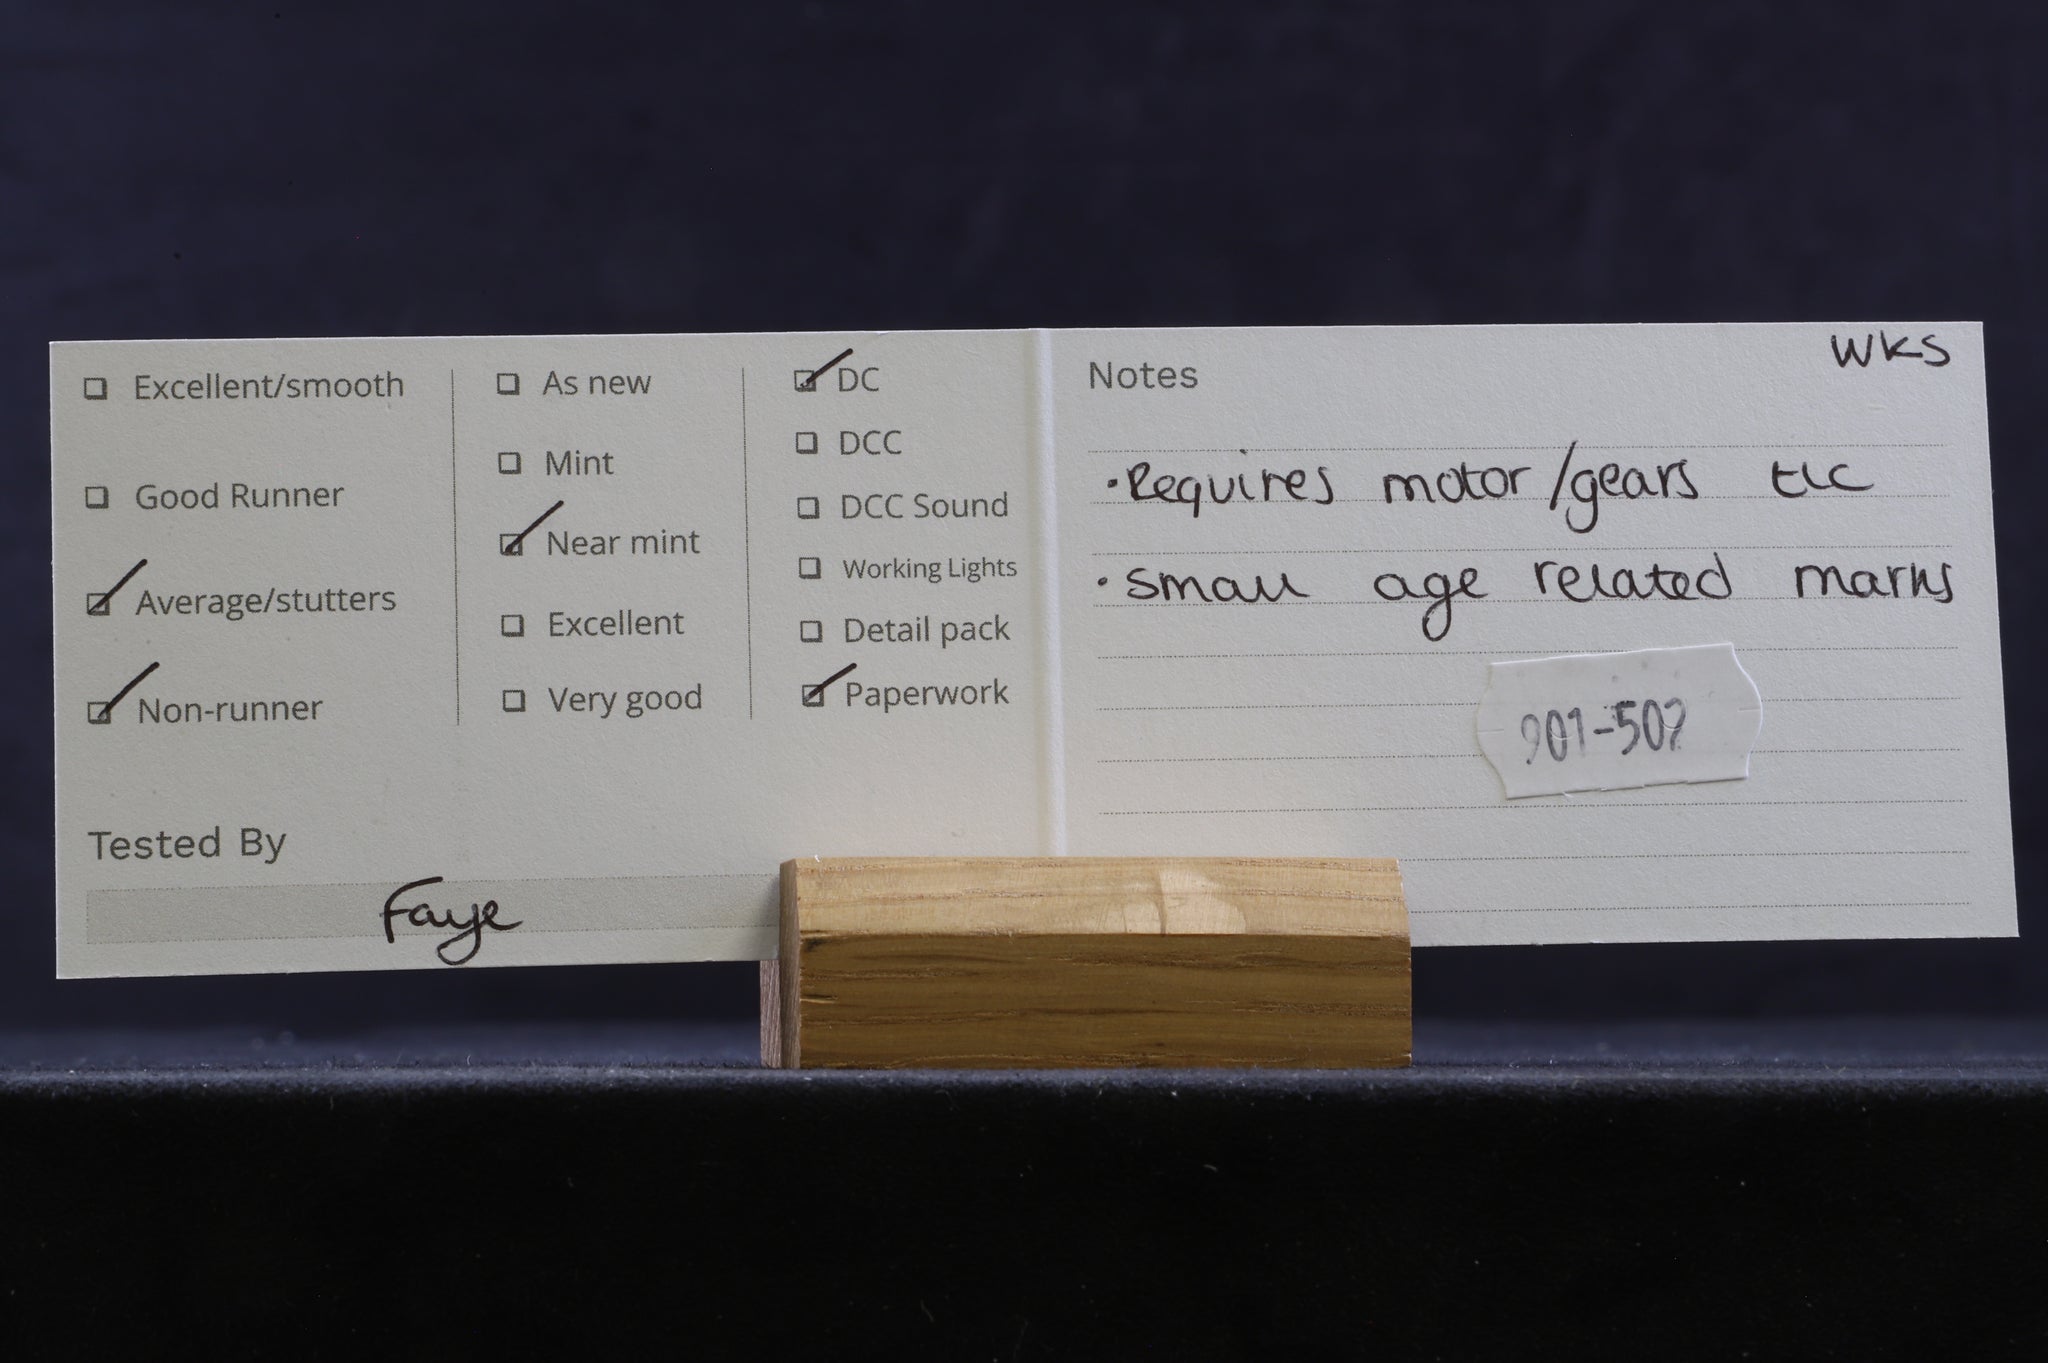 Excellent/smooth
Good Runner
Average/stutters
Non-runner
As new
Mint
Near mint
Excellent
Very good
DC
DCC
DCC Sound
Working Lights
Detail pack
Paperwork
Tested By
Faye
WKS
Notes
• Requires motor/gears tlc
• small age related marks
901-502